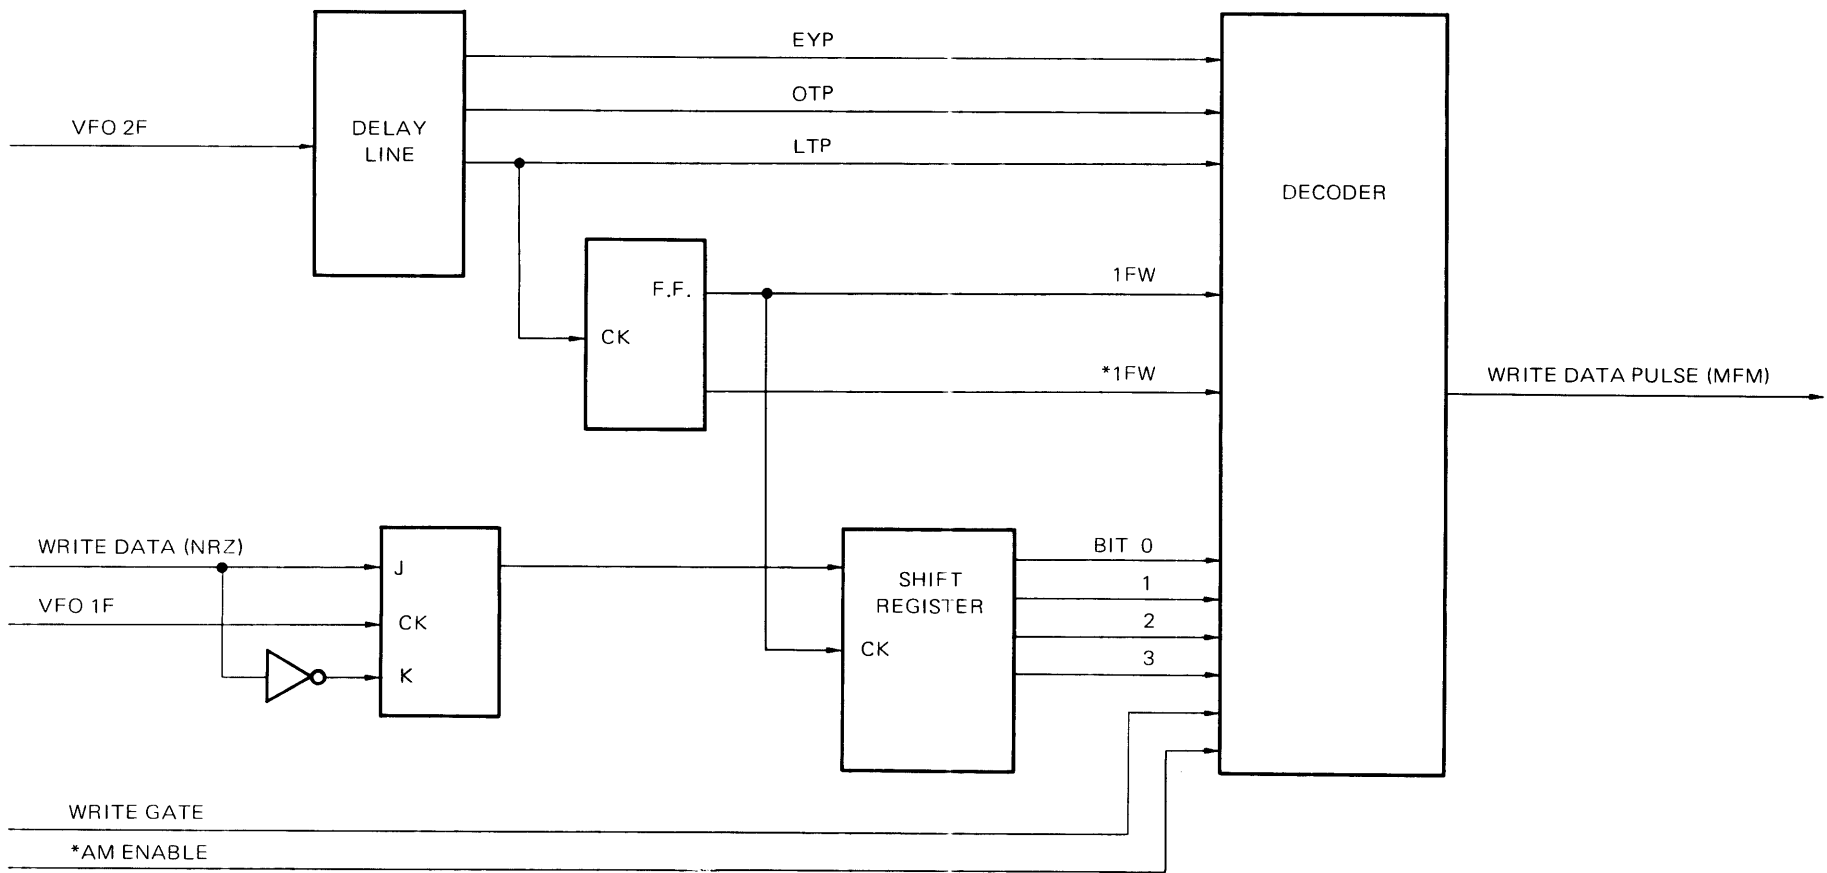 EYP
OTP
LTP
VFO 2F
DELAY
LINE
DECODER
F.F.
CK
1FW
*1FW
WRITE DATA PULSE (MFM)
WRITE DATA (NRZ)
VFO 1F
J
CK
K
SHIFT
REGISTER
CK
BIT 0
1
2
3
WRITE GATE
*AM ENABLE